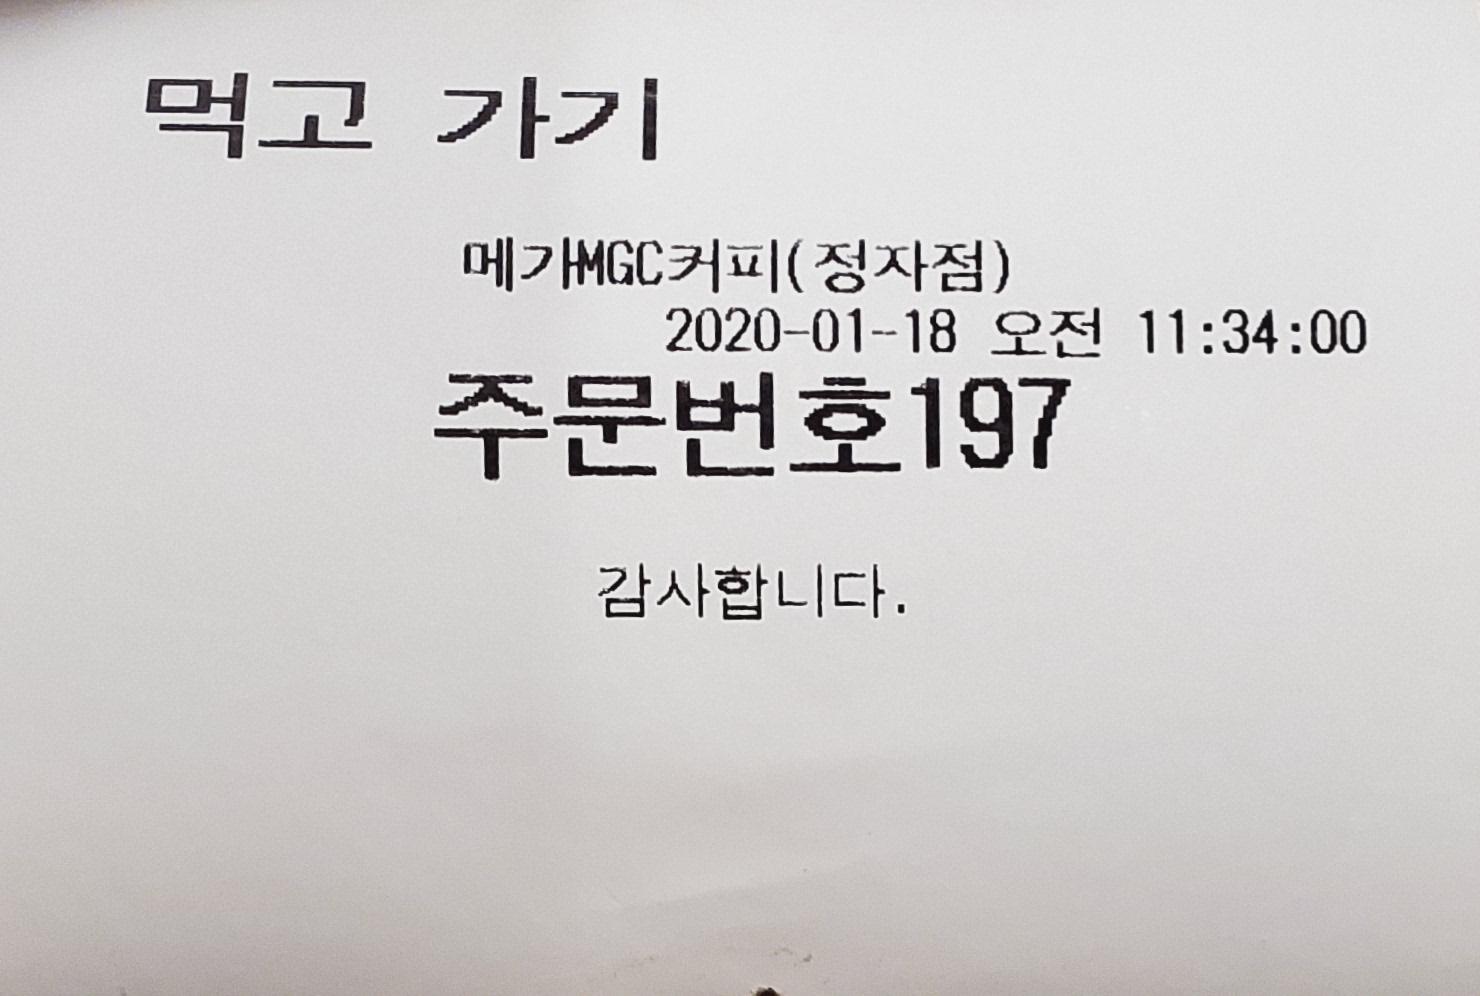 먹고 가기
메가MGC커피(정자점)
2020-01-18 오전 11:34:00
주문번호197
감사합니다.